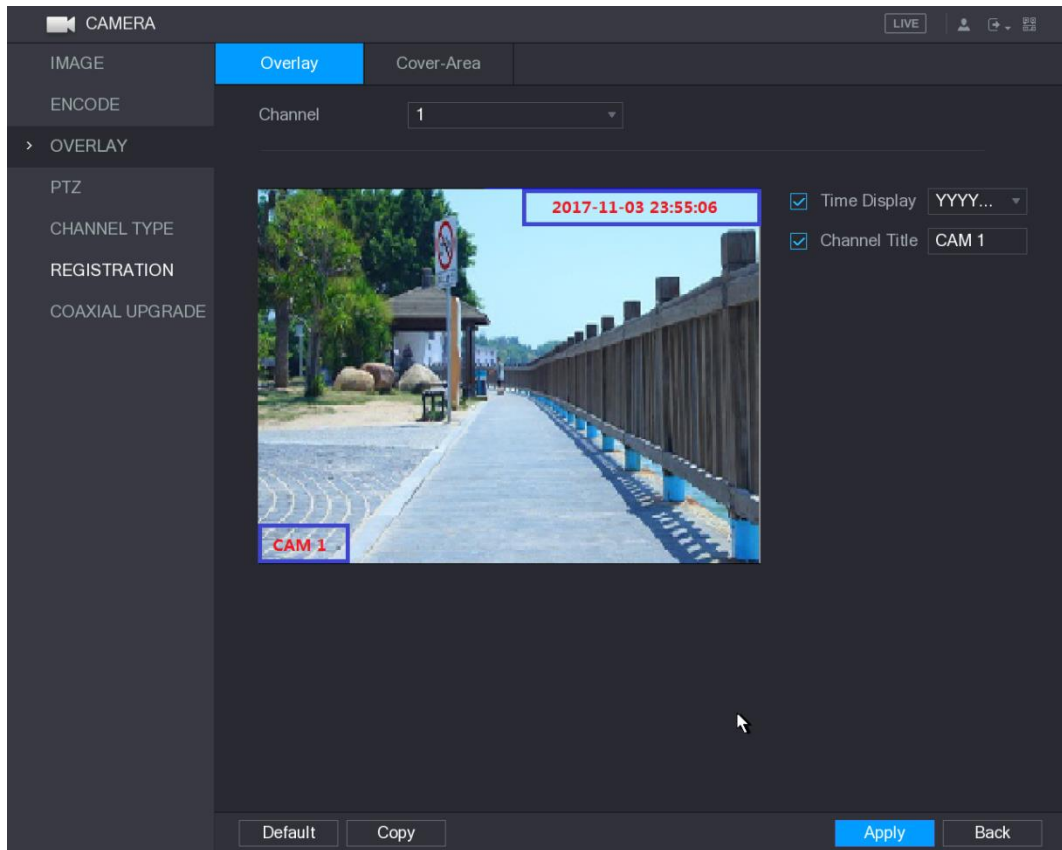 CAMERA
LIVE
IMAGE
ENCODE
OVERLAY
PTZ
CHANNEL TYPE
REGISTRATION
COAXIAL UPGRADE
Overlay
Cover-Area
Channel
1
2017-11-03 23:55:06
CAM 1
Time Display
YYYY...
Channel Title
CAM 1
Default
Copy
Apply
Back